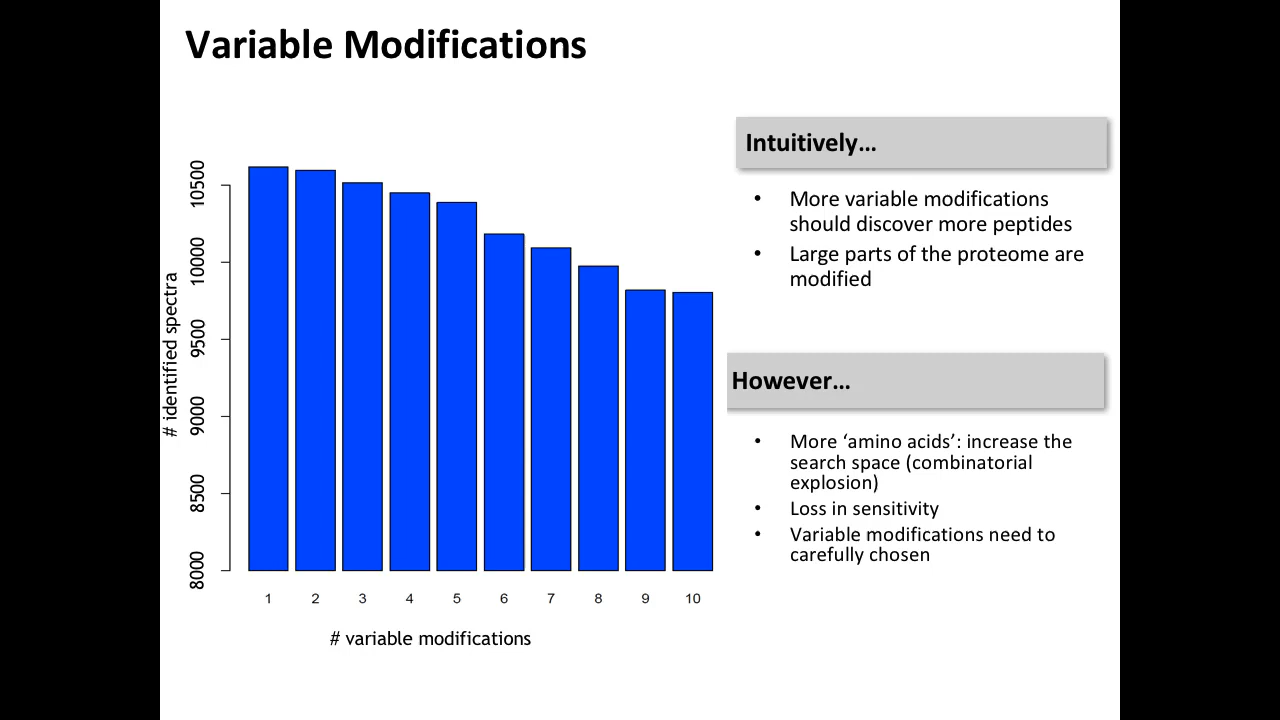 Variable Modifications
# identified spectra
10500
10000
9500
9000
8500
8000
1 2 3 4 5 6 7 8 9 10
# variable modifications
Intuitively…
• More variable modifications
should discover more peptides
• Large parts of the proteome are
modified
However…
• More ‘amino acids’: increase the
search space (combinatorial
explosion)
• Loss in sensitivity
• Variable modifications need to
carefully chosen